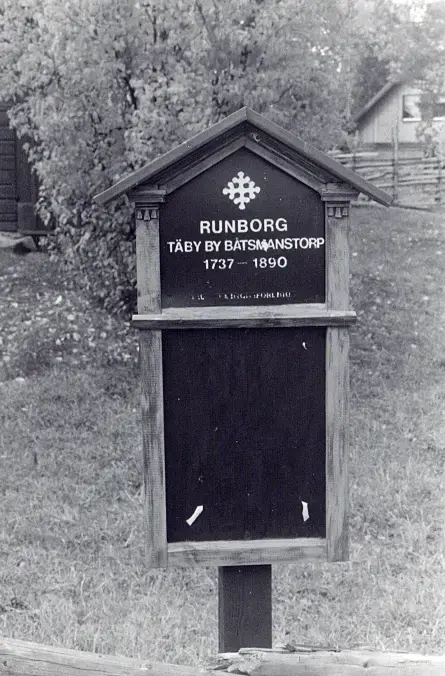 RUNBORG
TÄBY BY BÅTSMANSTORP
1737 — 1890